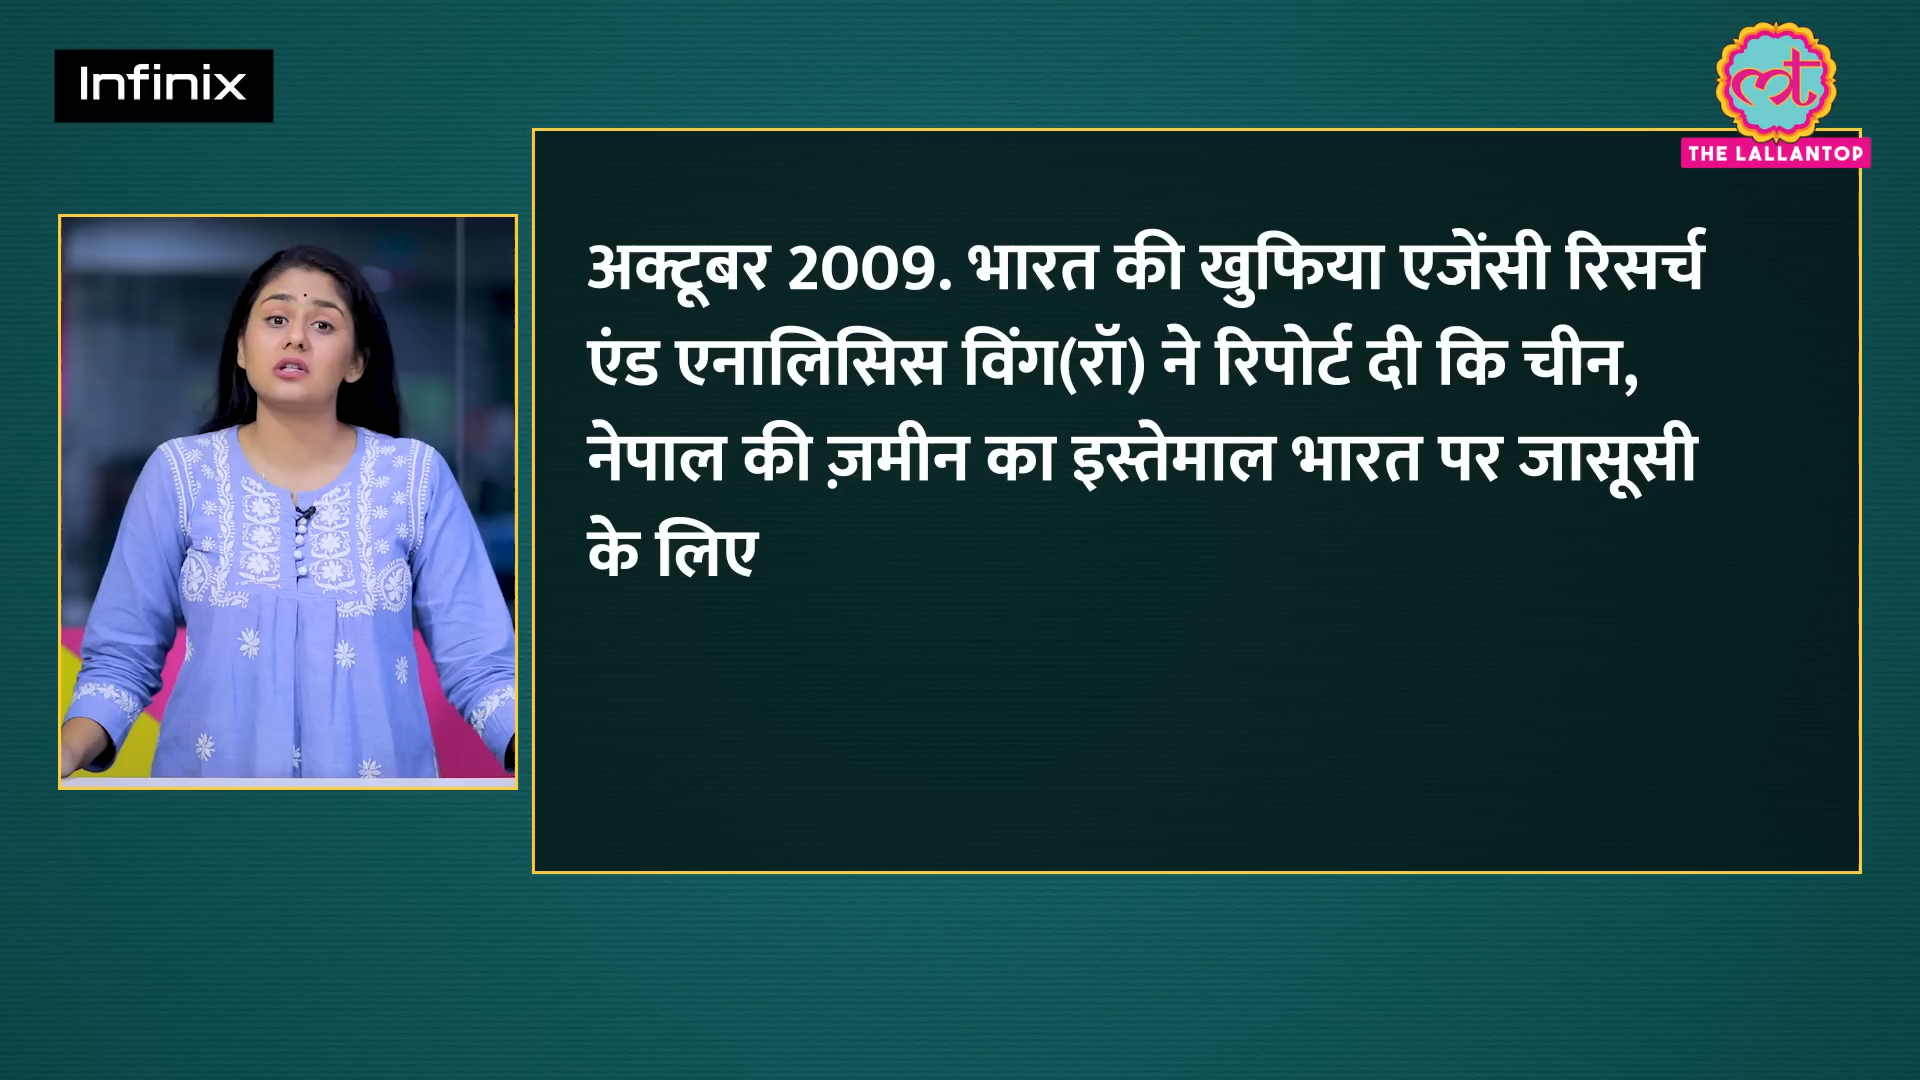 Infinix
THE LALLANTOP
अक्टूबर 2009. भारत की खुफिया एजेंसी रिसर्च
एंड एनालिसिस विंग(रॉ) ने रिपोर्ट दी कि चीन,
नेपाल की ज़मीन का इस्तेमाल भारत पर जासूसी
के लिए